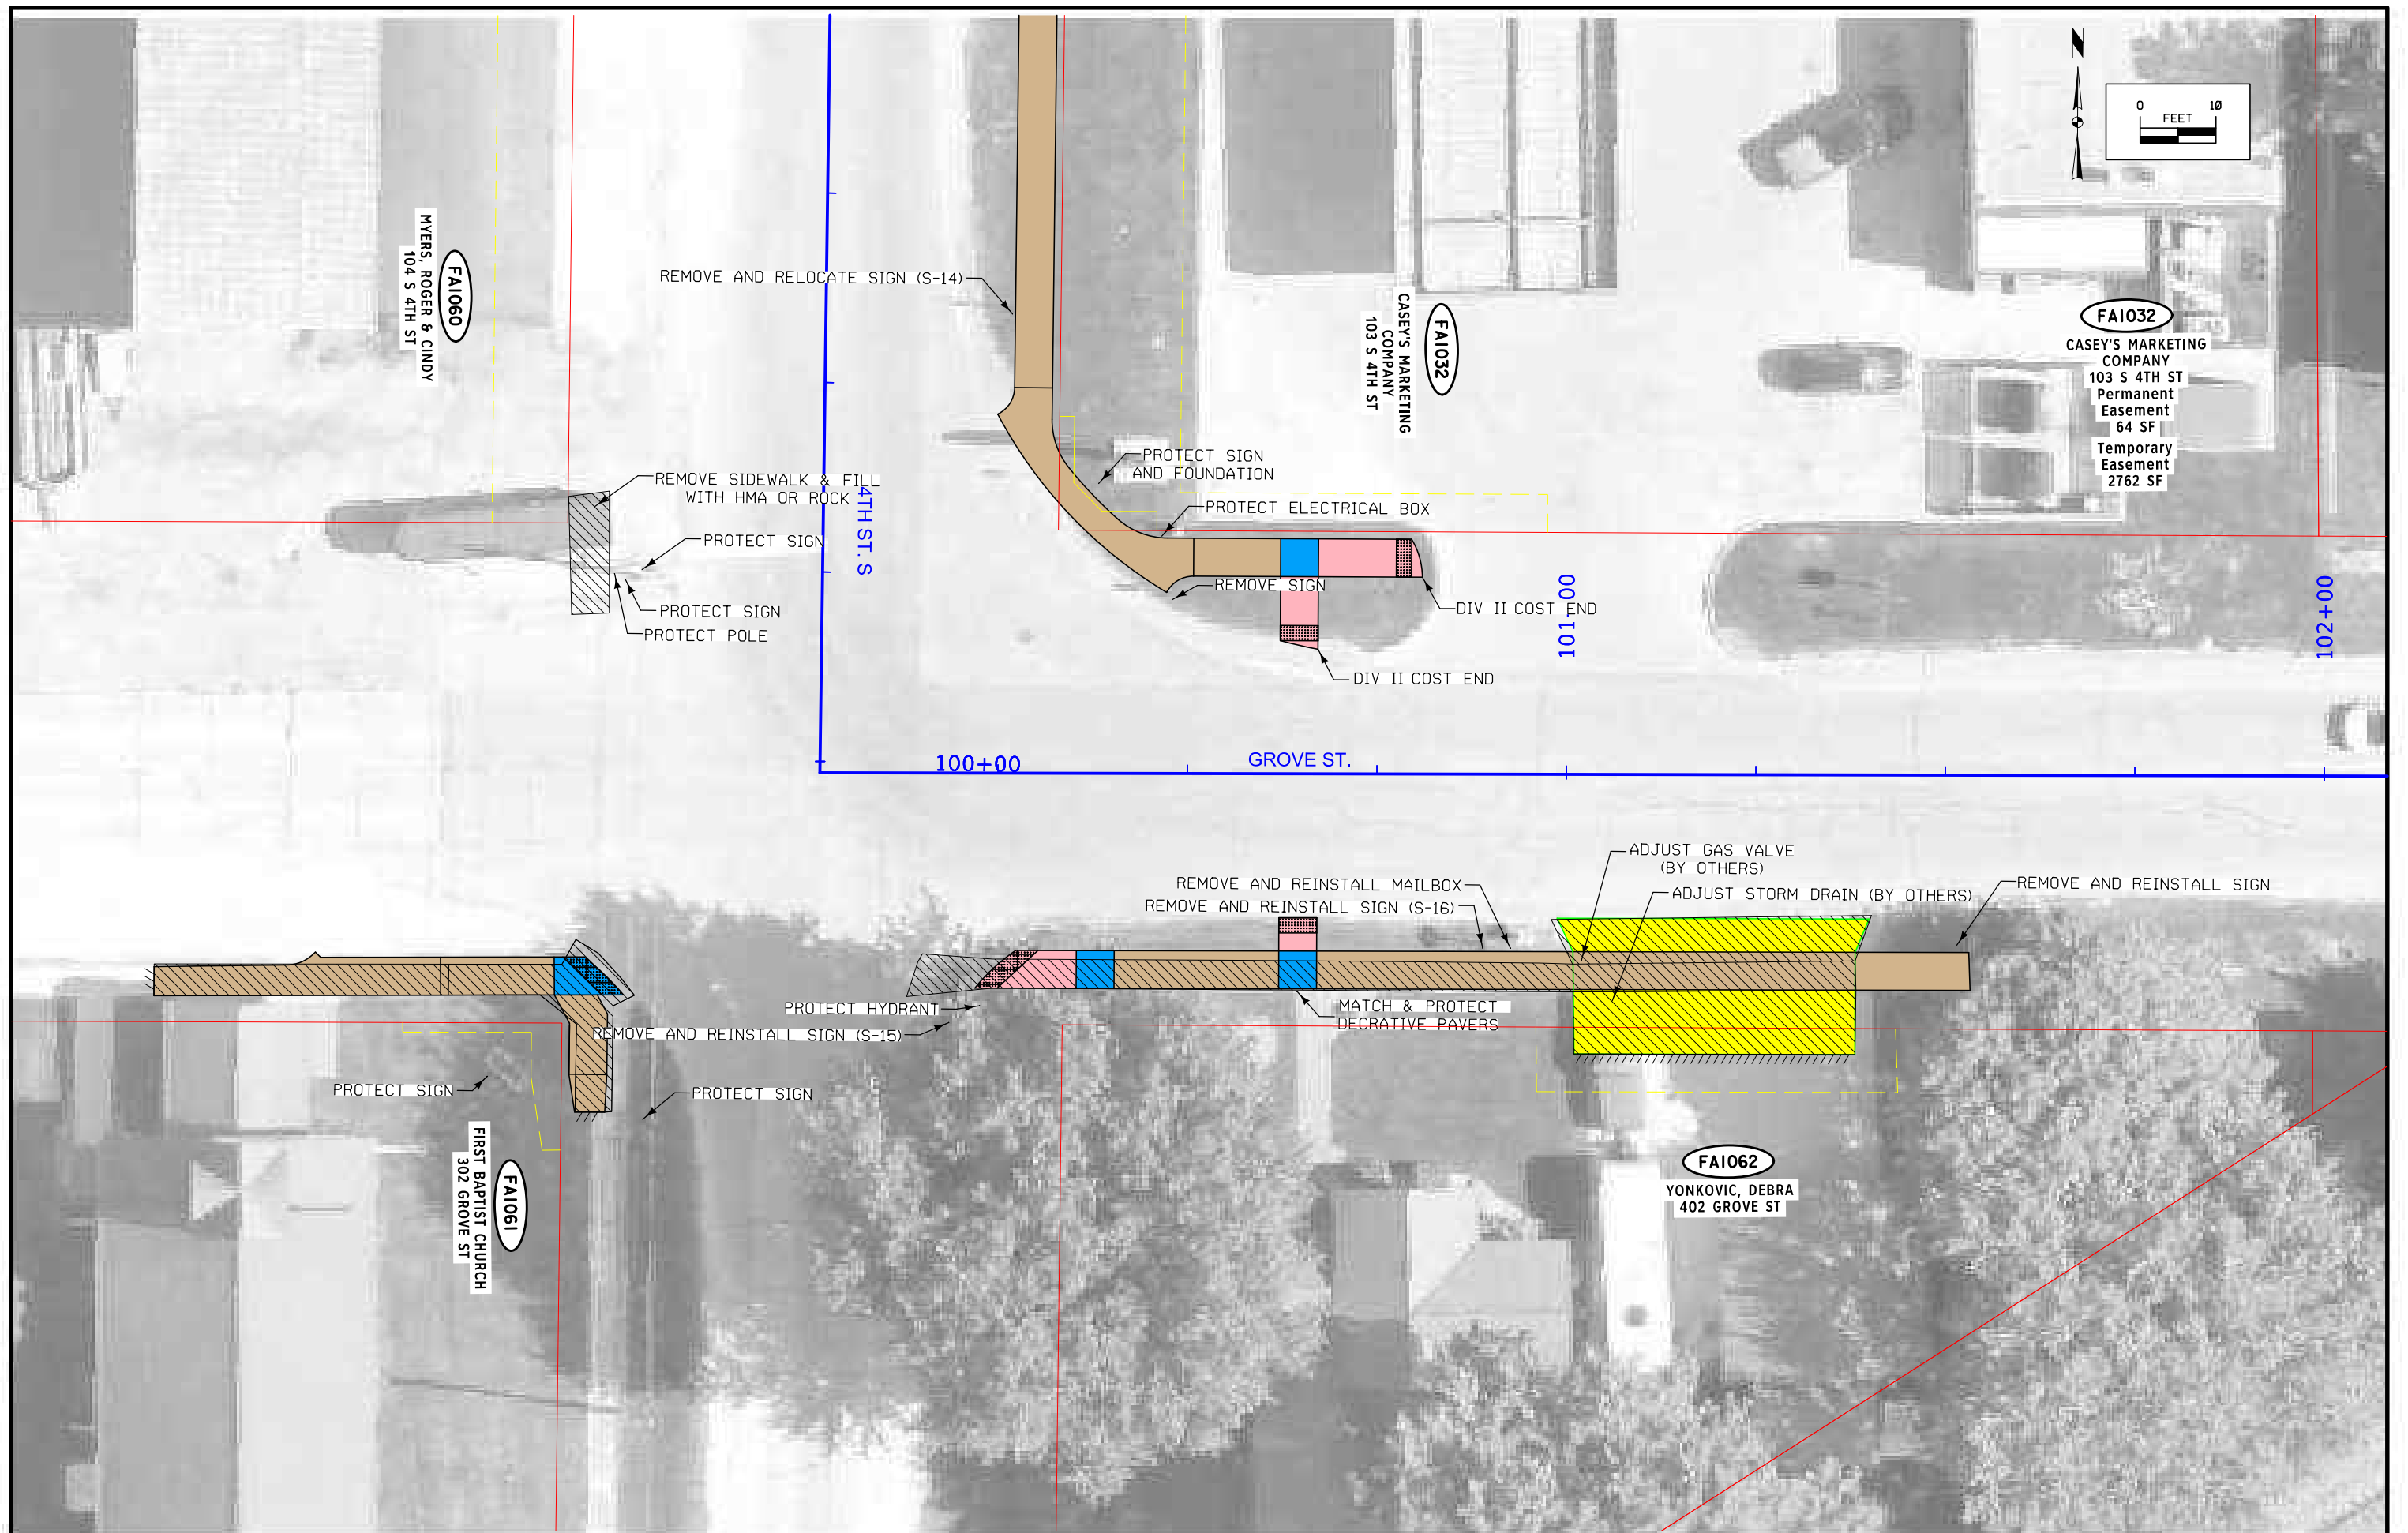 N
0 10
FEET
FA1060
MYERS, ROGER & CINDY
104 S 4TH ST
REMOVE AND RELOCATE SIGN (S-14)
FA1032
CASEY'S MARKETING
COMPANY
103 S 4TH ST
FA1032
CASEY'S MARKETING
COMPANY
103 S 4TH ST
Permanent
Easement
64 SF
Temporary
Easement
2762 SF
PROTECT SIGN
AND FOUNDATION
REMOVE SIDEWALK & FILL
WITH HMA OR ROCK
4TH ST. S
PROTECT ELECTRICAL BOX
PROTECT SIGN
REMOVE SIGN
PROTECT SIGN
PROTECT POLE
DIV II COST END
101+00
102+00
DIV II COST END
100+00
GROVE ST.
ADJUST GAS VALVE
(BY OTHERS)
REMOVE AND REINSTALL MAILBOX
REMOVE AND REINSTALL SIGN (S-16)
ADJUST STORM DRAIN (BY OTHERS)
REMOVE AND REINSTALL SIGN
PROTECT HYDRANT
MATCH & PROTECT
DECRATIVE PAVERS
REMOVE AND REINSTALL SIGN (S-15)
PROTECT SIGN
PROTECT SIGN
FA1061
FIRST BAPTIST CHURCH
302 GROVE ST
FA1062
YONKOVIC, DEBRA
402 GROVE ST